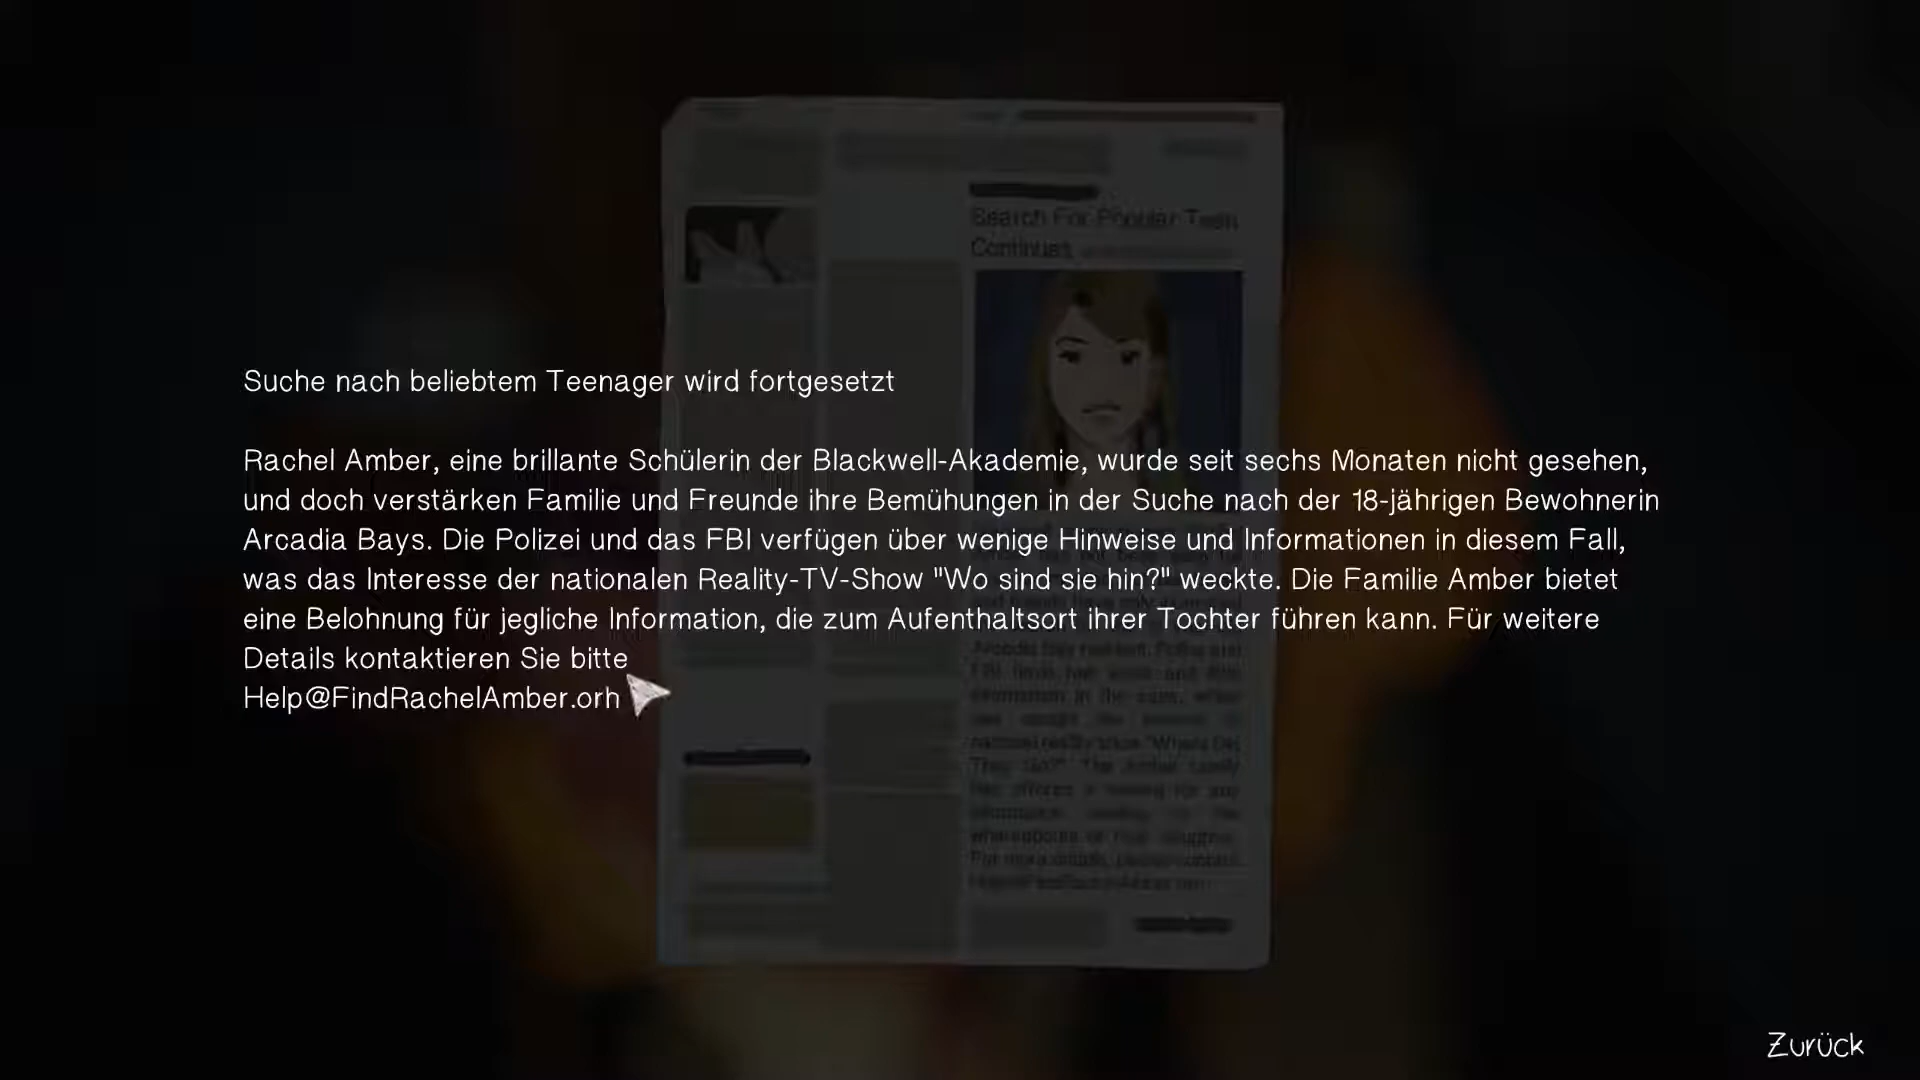 Search For Popular Teen
Continues
Suche nach beliebtem Teenager wird fortgesetzt
Rachel Amber, eine brillante Schülerin der Blackwell-Akademie, wurde seit sechs Monaten nicht gesehen,
und doch verstärken Familie und Freunde ihre Bemühungen in der Suche nach der 18-jährigen Bewohnerin
Arcadia Bays. Die Polizei und das FBI verfügen über wenige Hinweise und Informationen in diesem Fall,
was das Interesse der nationalen Reality-TV-Show "Wo sind sie hin?" weckte. Die Familie Amber bietet
eine Belohnung für jegliche Information, die zum Aufenthaltsort ihrer Tochter führen kann. Für weitere
Details kontaktieren Sie bitte
Help@FindRachelAmber.orh
Zurück